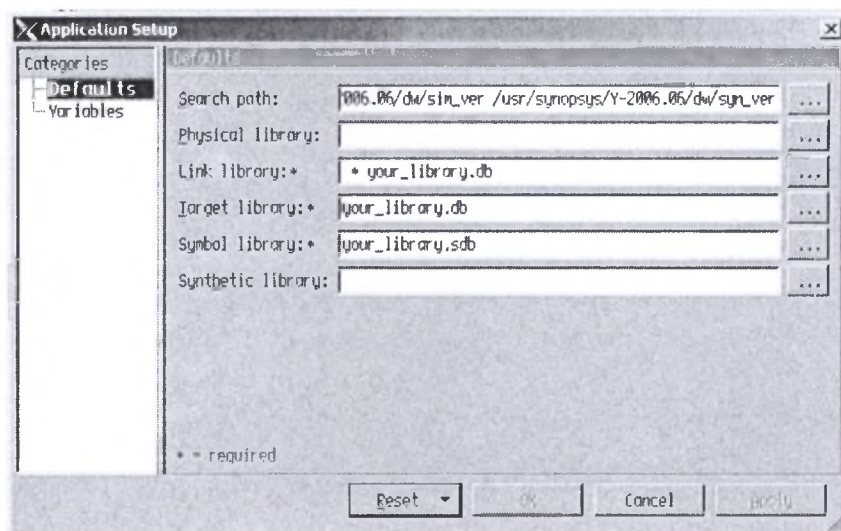 Application Setup
Categories
Defaults
Variables
Defaults
Search path: 006.06/dw/sim_ver /usr/synopsys/Y-2006.06/dw/syn_ver ...
Physical library: ...
Link library:* * your_library.db ...
Target library:* your_library.db ...
Symbol library:* your_library.sdb ...
Synthetic library: ...
* = required
Reset OK Cancel Apply